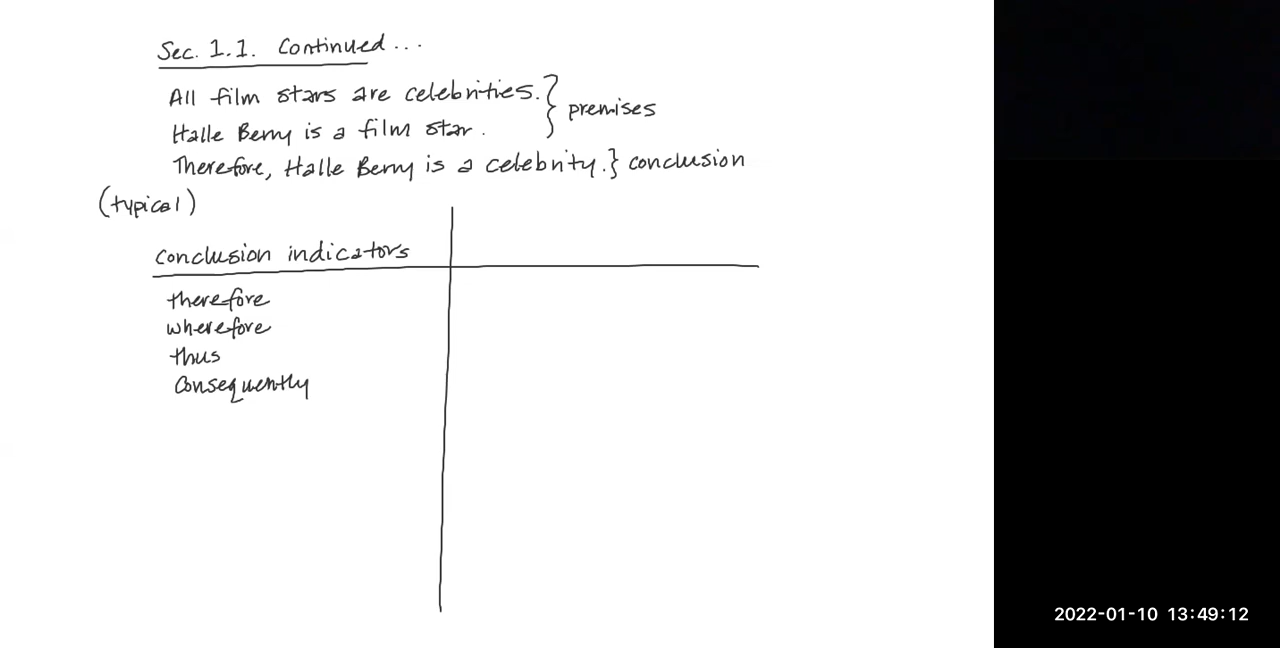 Sec. 1.1. Continued...
All film stars are celebrities. } premises
Halle Berry is a film star.
Therefore, Halle Berry is a celebrity. } conclusion
(typical)
Conclusion indicators
therefore
wherefore
thus
Consequently
2022-01-10 13:49:12